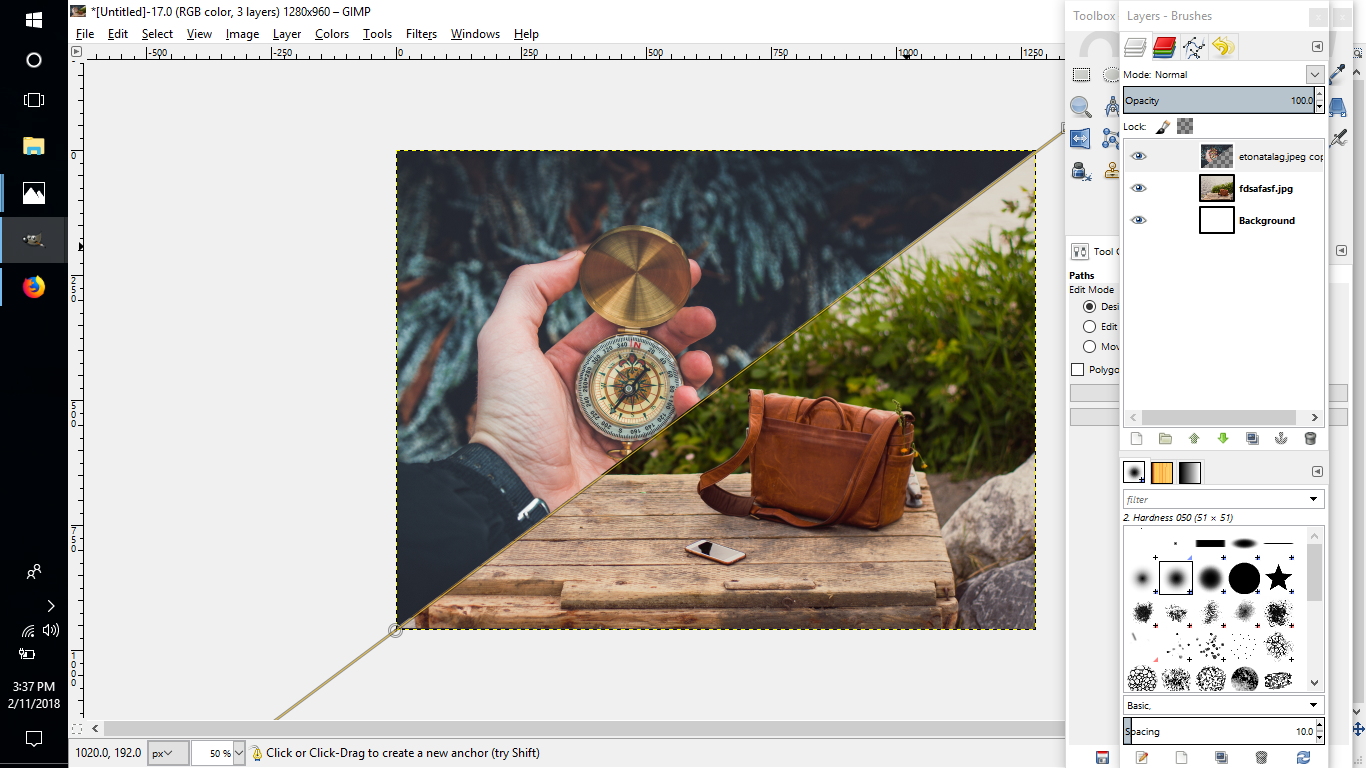 *[Untitled]-17.0 (RGB color, 3 layers) 1280x960 – GIMP
File Edit Select View Image Layer Colors Tools Filters Windows Help
-500 -250 0 250 500 750 1000 1250
0
250
500
750
1000
N
3:37 PM
2/11/2018
1020.0, 192.0 px 50 % Click or Click-Drag to create a new anchor (try Shift)
Toolbox
Tool
Paths
Edit Mode
Edit
Layers - Brushes
Mode: Normal
Opacity 100.0
Lock:
etonatalag.jpeg
fdsafasf.jpg
Background
filter
2. Hardness 050 (51 × 51)
Basic,
Spacing 10.0